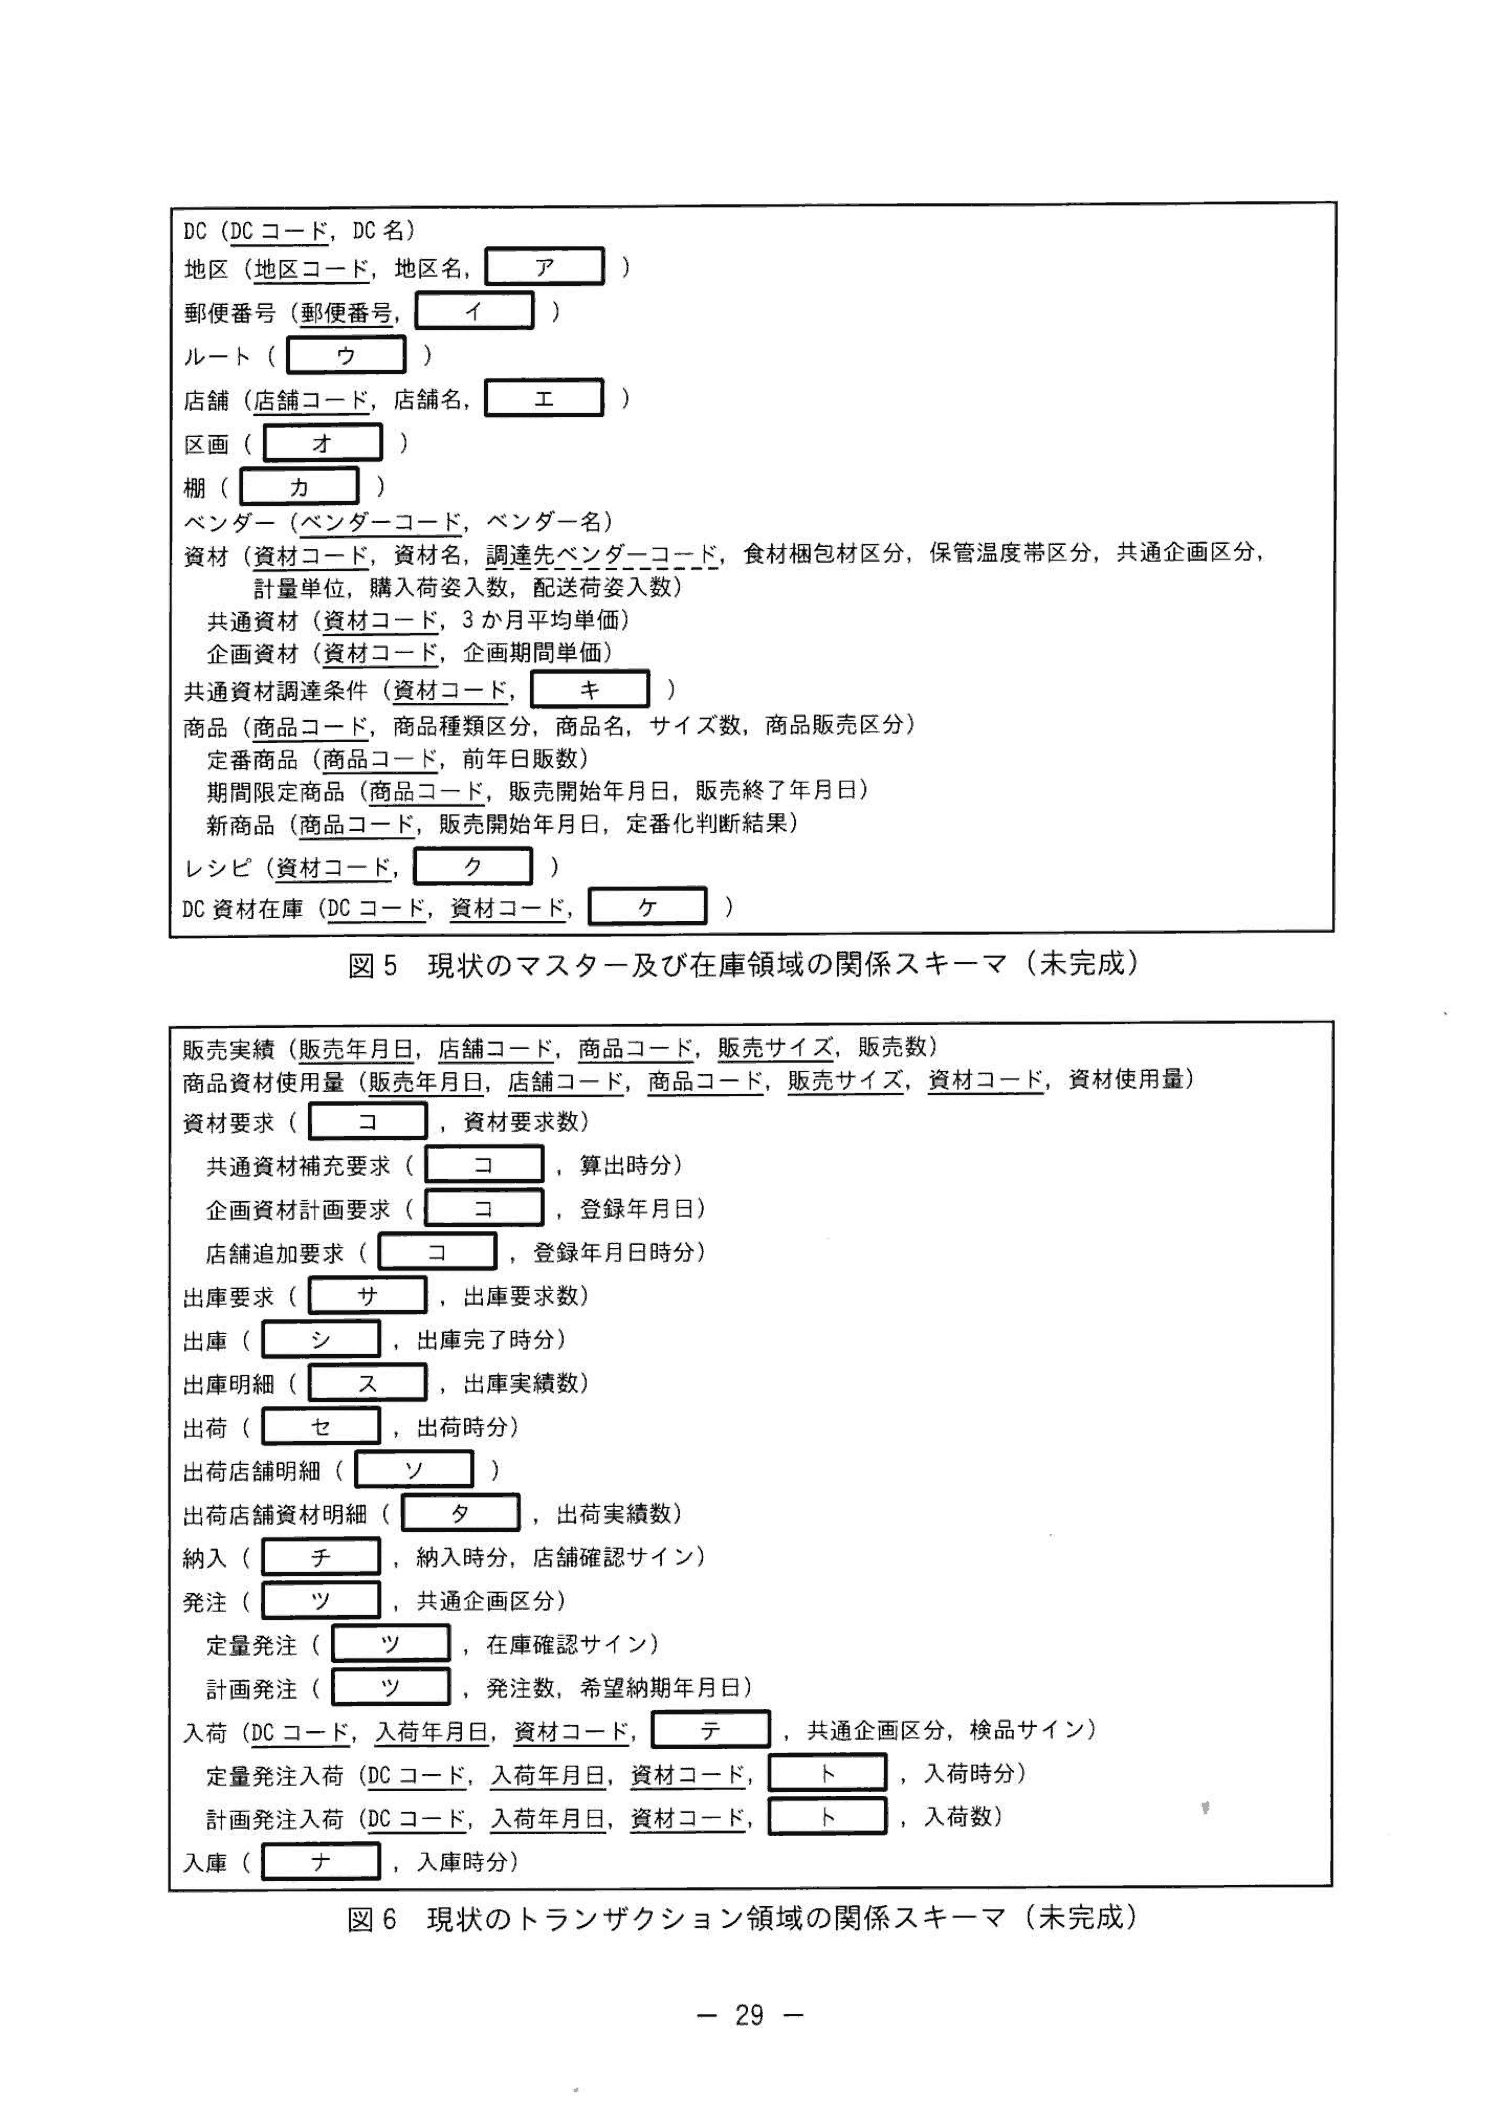 DC（DCコード，DC名）
地区（地区コード，地区名，ア）
郵便番号（郵便番号，イ）
ルート（ウ）
店舗（店舗コード，店舗名，エ）
区画（オ）
棚（カ）
ベンダー（ベンダーコード，ベンダー名）
資材（資材コード，資材名，調達先ベンダーコード，食材梱包材区分，保管温度帯区分，共通企画区分，
計量単位，購入荷姿入数，配送荷姿入数）
共通資材（資材コード，3か月平均単価）
企画資材（資材コード，企画期間単価）
共通資材調達条件（資材コード，キ）
商品（商品コード，商品種類区分，商品名，サイズ数，商品販売区分）
定番商品（商品コード，前年日販数）
期間限定商品（商品コード，販売開始年月日，販売終了年月日）
新商品（商品コード，販売開始年月日，定番化判断結果）
レシピ（資材コード，ク）
DC資材在庫（DCコード，資材コード，ケ）
図5　現状のマスター及び在庫領域の関係スキーマ（未完成）
販売実績（販売年月日，店舗コード，商品コード，販売サイズ，販売数）
商品資材使用量（販売年月日，店舗コード，商品コード，販売サイズ，資材コード，資材使用量）
資材要求（コ，資材要求数）
共通資材補充要求（コ，算出時分）
企画資材計画要求（コ，登録年月日）
店舗追加要求（コ，登録年月日時分）
出庫要求（サ，出庫要求数）
出庫（シ，出庫完了時分）
出庫明細（ス，出庫実績数）
出荷（セ，出荷時分）
出荷店舗明細（ソ）
出荷店舗資材明細（タ，出荷実績数）
納入（チ，納入時分，店舗確認サイン）
発注（ツ，共通企画区分）
定量発注（ツ，在庫確認サイン）
計画発注（ツ，発注数，希望納期年月日）
入荷（DCコード，入荷年月日，資材コード，テ，共通企画区分，検品サイン）
定量発注入荷（DCコード，入荷年月日，資材コード，ト，入荷時分）
計画発注入荷（DCコード，入荷年月日，資材コード，ト，入荷数）
入庫（ナ，入庫時分）
図6　現状のトランザクション領域の関係スキーマ（未完成）
－ 29 －